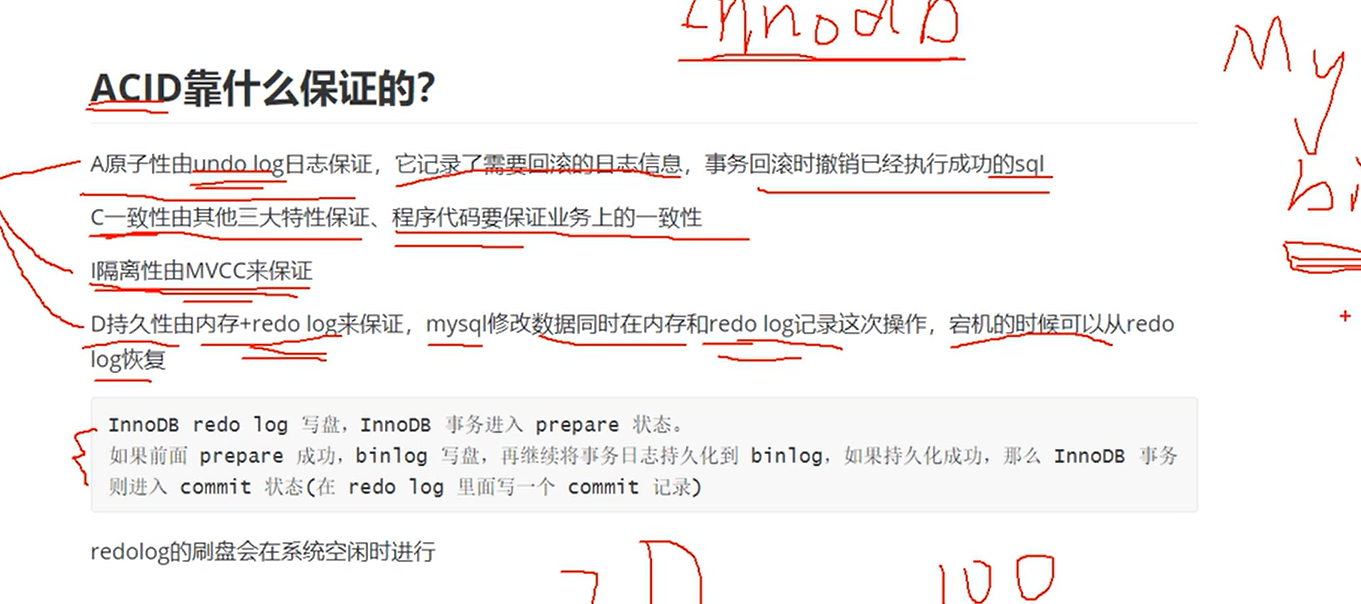 InnoDB
My
ACID靠什么保证的?
A原子性由undo log日志保证，它记录了需要回滚的日志信息，事务回滚时撤销已经执行成功的sql
bi
C一致性由其他三大特性保证、程序代码要保证业务上的一致性
I隔离性由MVCC来保证
D持久性由内存+redo log来保证，mysql修改数据同时在内存和redo log记录这次操作，宕机的时候可以从redo
log恢复
InnoDB redo log 写盘，InnoDB 事务进入 prepare 状态。
如果前面 prepare 成功，binlog 写盘，再继续将事务日志持久化到 binlog，如果持久化成功，那么 InnoDB 事务
则进入 commit 状态(在 redo log 里面写一个 commit 记录)
redolog的刷盘会在系统空闲时进行
100